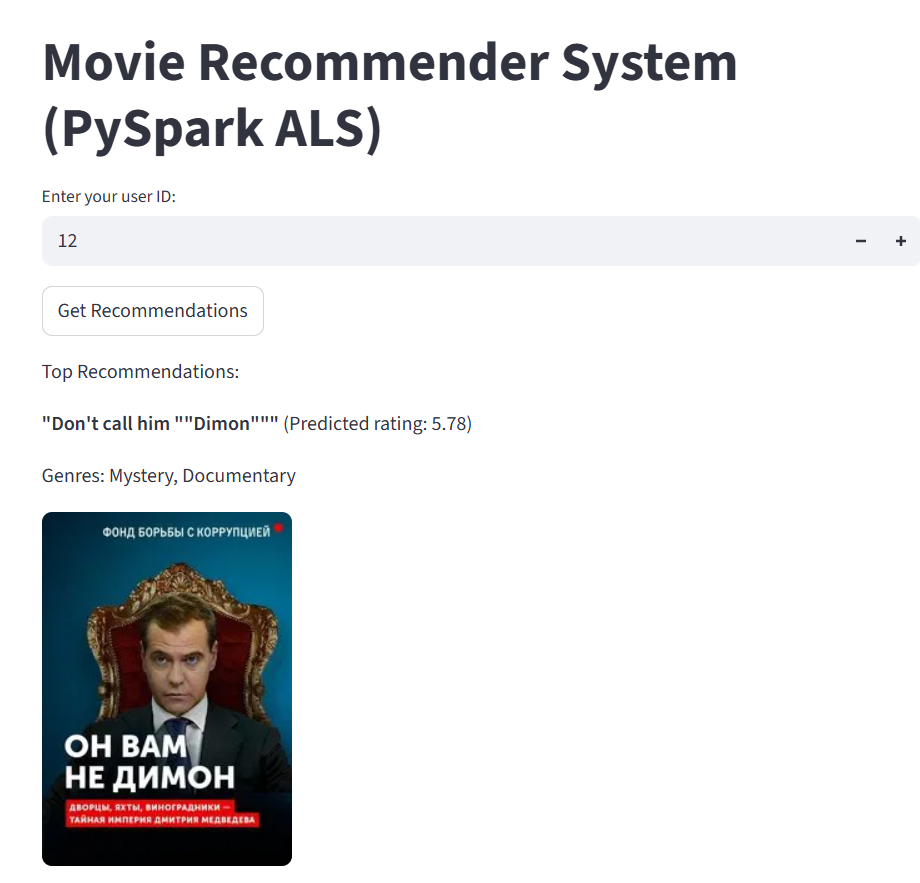 Movie Recommender System
(PySpark ALS)
Enter your user ID:
12
− +
Get Recommendations
Top Recommendations:
"Don't call him ""Dimon""" (Predicted rating: 5.78)
Genres: Mystery, Documentary
ФОНД БОРЬБЫ С КОРРУПЦИЕЙ
ОН ВАМ
НЕ ДИМОН
ДВОРЦЫ, ЯХТЫ, ВИНОГРАДНИКИ —
ТАЙНАЯ ИМПЕРИЯ ДМИТРИЯ МЕДВЕДЕВА